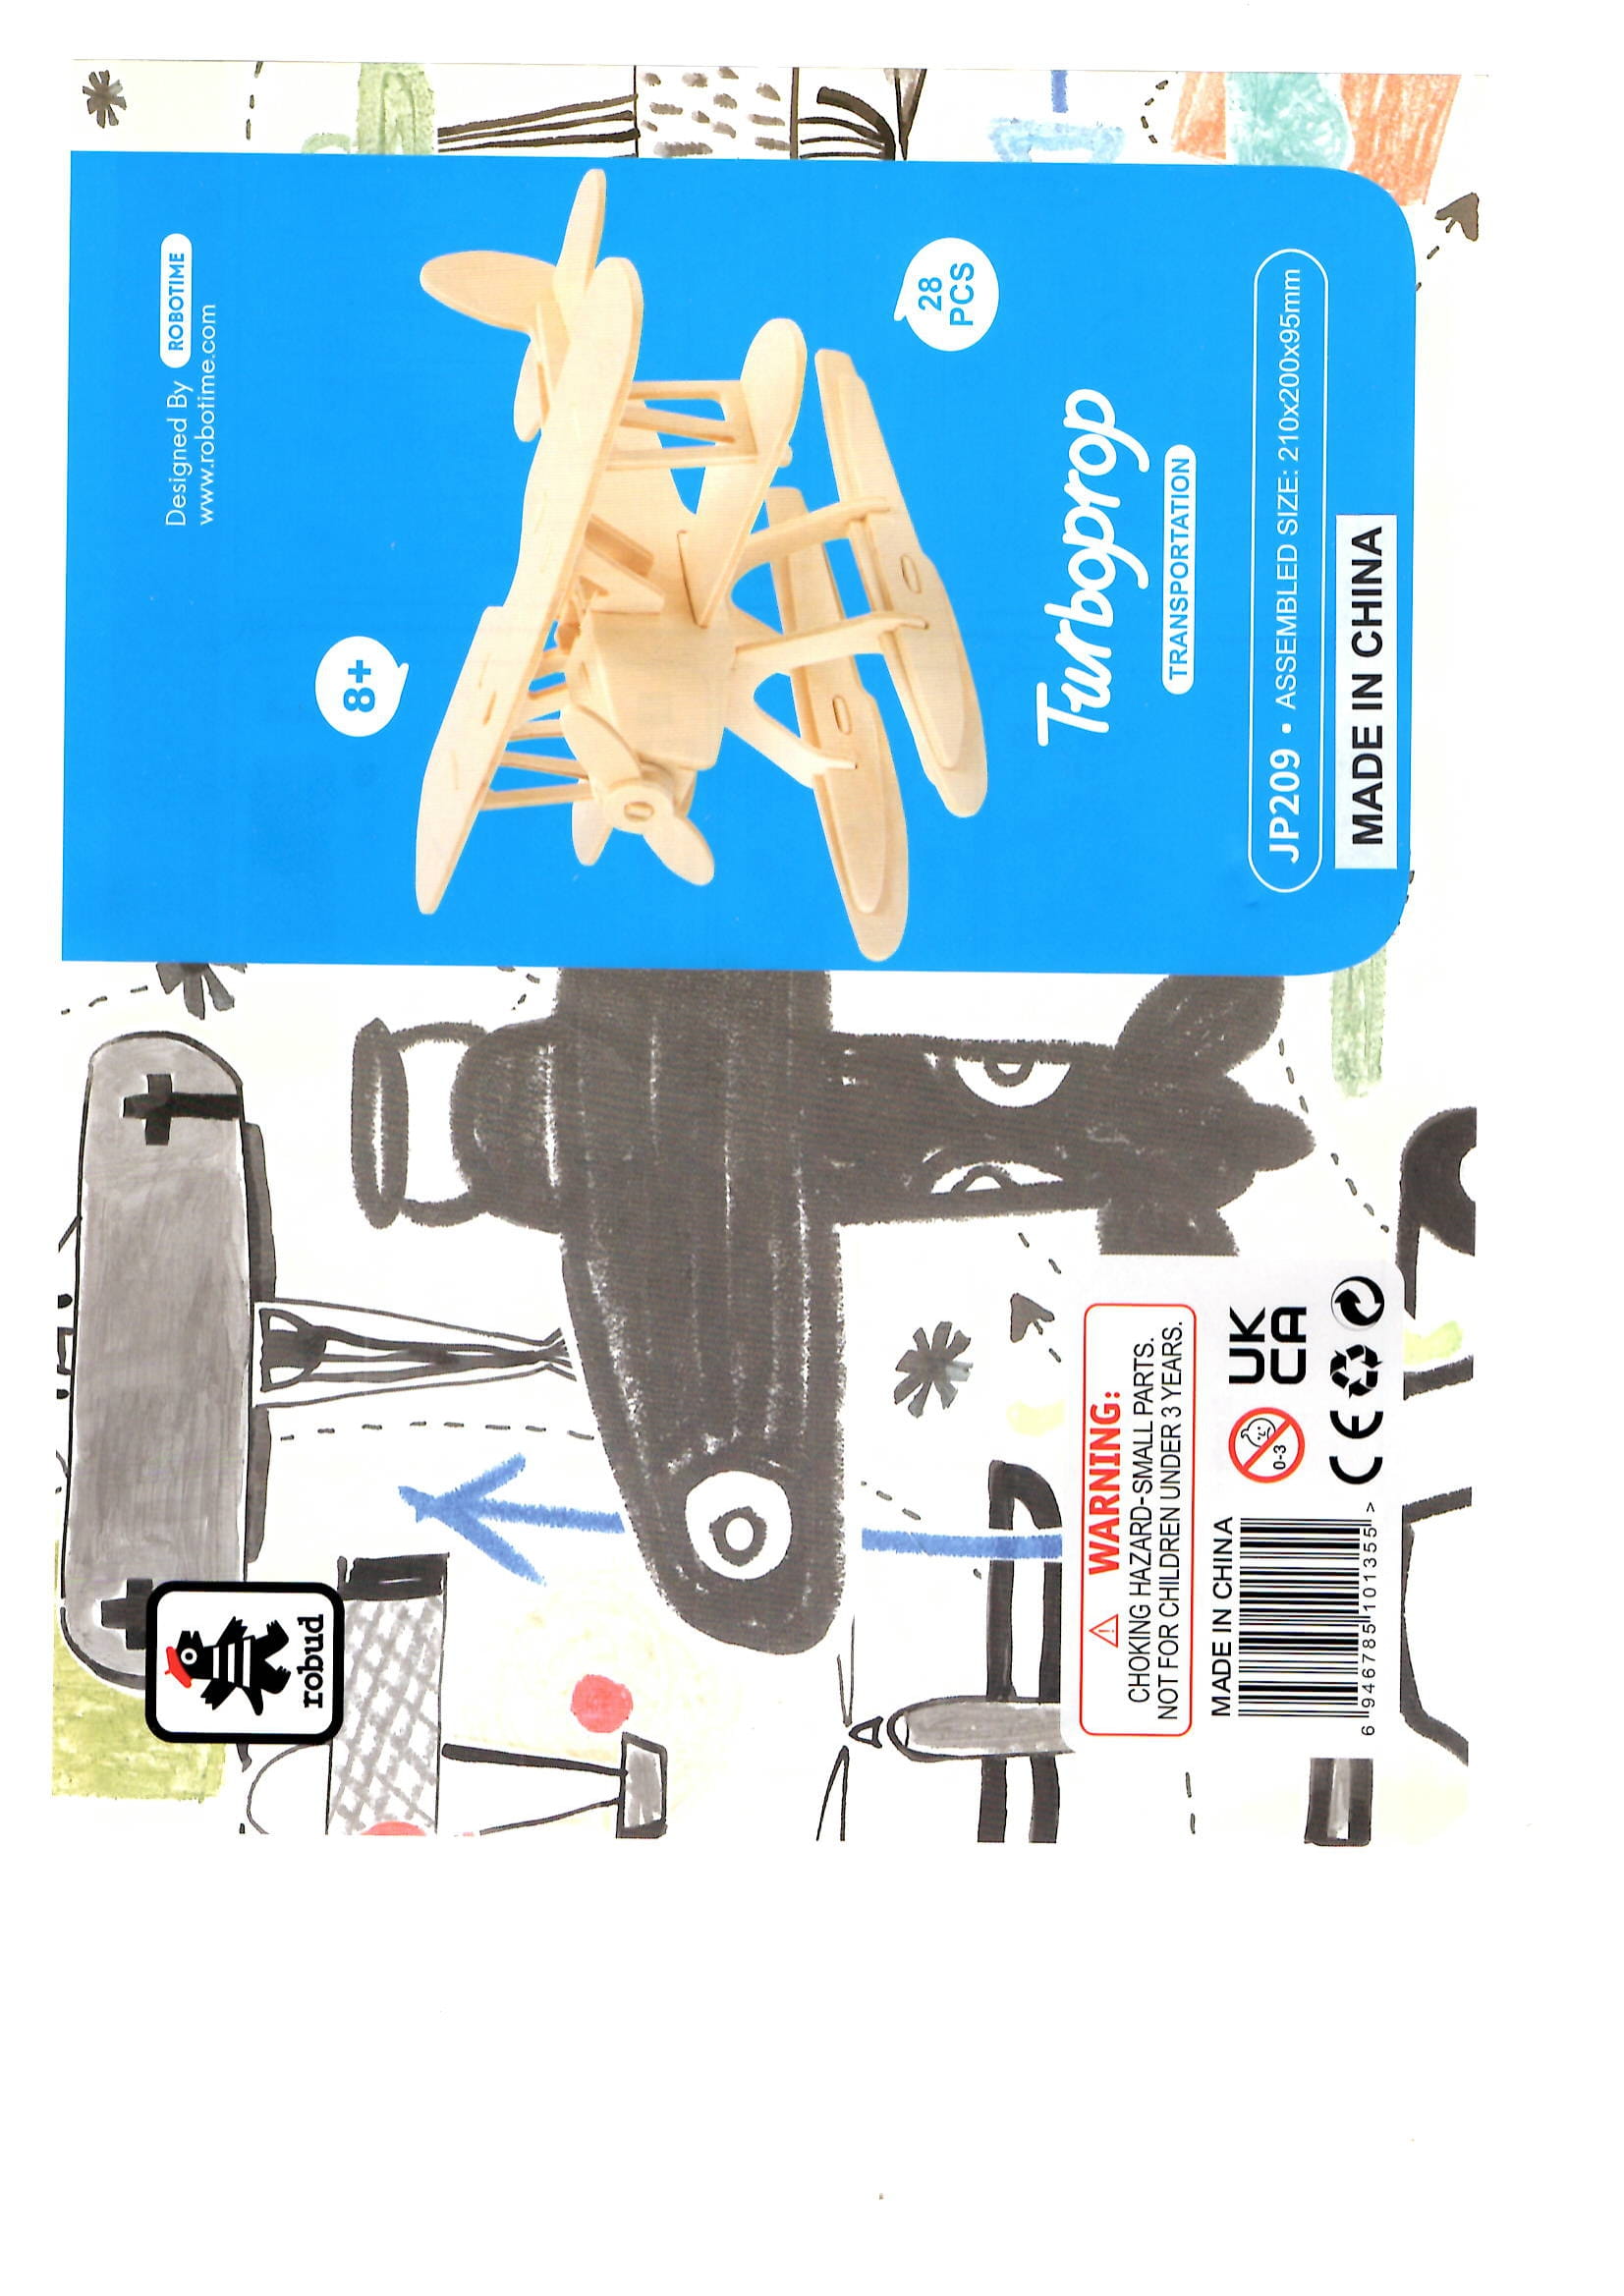 Designed By ROBOTIME
www.robotime.com
8+
28
PCS
Turboprop
TRANSPORTATION
JP209 • ASSEMBLED SIZE: 210x200x95mm
MADE IN CHINA
robud
WARNING:
CHOKING HAZARD-SMALL PARTS.
NOT FOR CHILDREN UNDER 3 YEARS.
MADE IN CHINA
0-3
UK
CA
CE
6 946785 101355 >